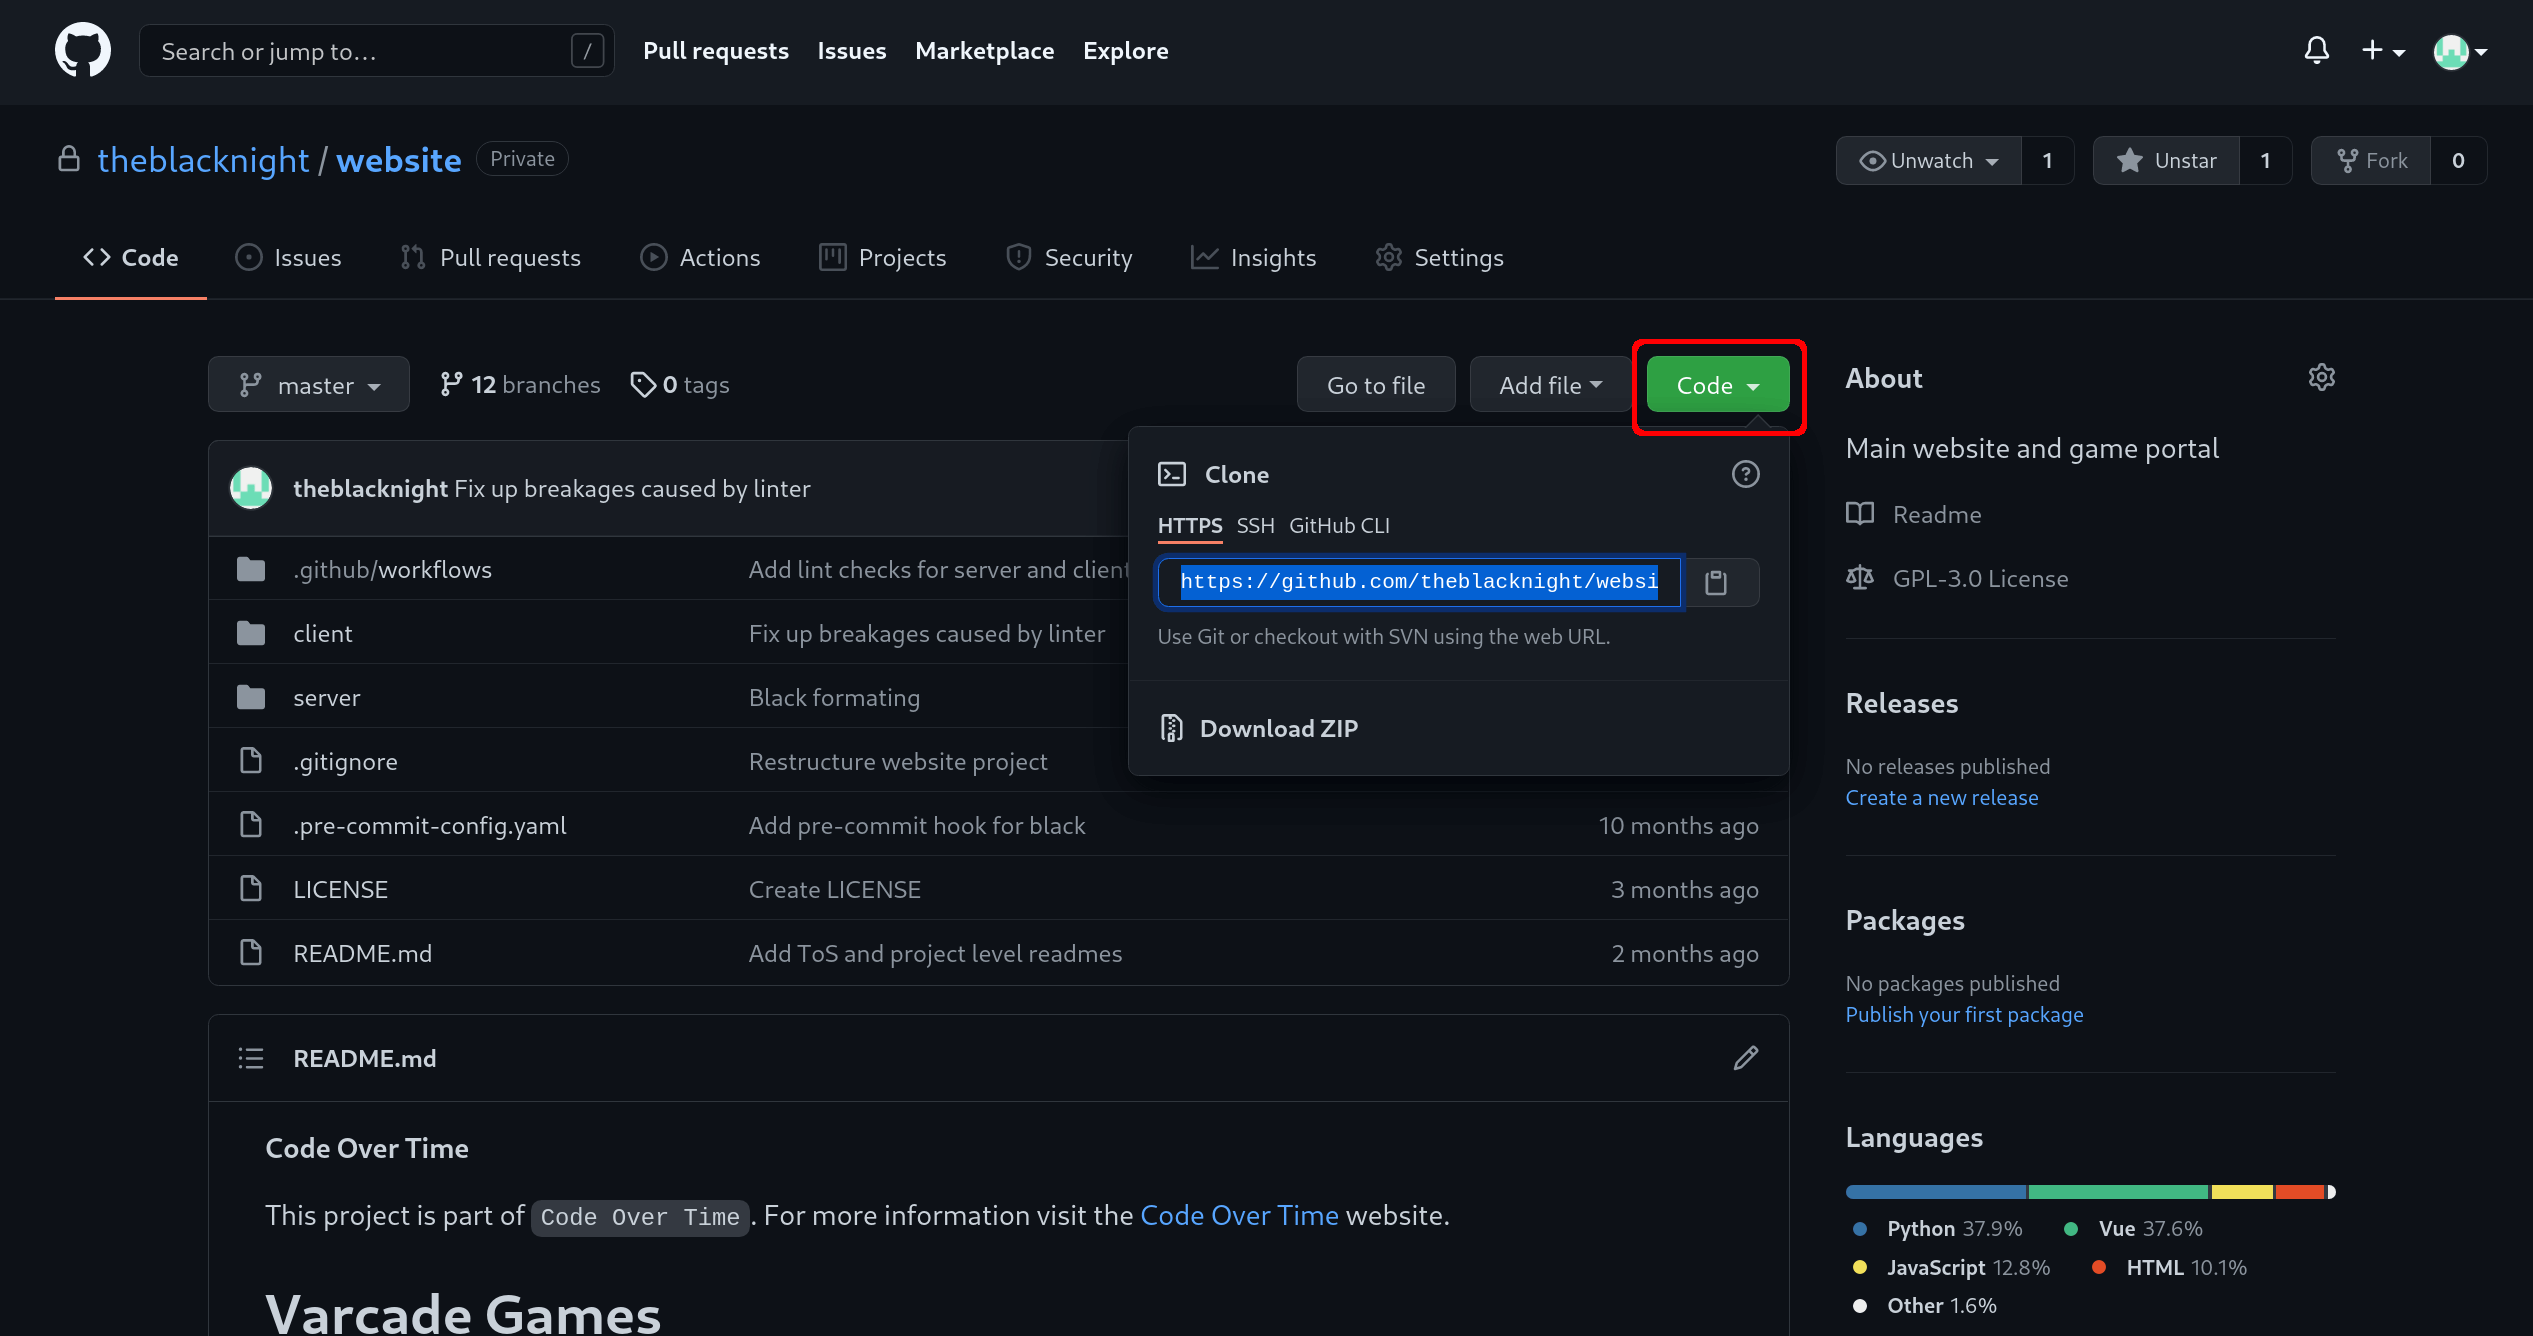 Search or jump to... / Pull requests Issues Marketplace Explore
theblacknight / website Private Unwatch 1 Unstar 1 Fork 0
Code Issues Pull requests Actions Projects Security Insights Settings
master 12 branches 0 tags Go to file Add file Code
theblacknight Fix up breakages caused by linter
.github/workflows Add lint checks for server and client
client Fix up breakages caused by linter
server Black formating
.gitignore Restructure website project
.pre-commit-config.yaml Add pre-commit hook for black 10 months ago
LICENSE Create LICENSE 3 months ago
README.md Add ToS and project level readmes 2 months ago
Clone
HTTPS SSH GitHub CLI
https://github.com/theblacknight/websi
Use Git or checkout with SVN using the web URL.
Download ZIP
README.md
Code Over Time
This project is part of Code Over Time. For more information visit the Code Over Time website.
Varcade Games
About
Main website and game portal
Readme
GPL-3.0 License
Releases
No releases published
Create a new release
Packages
No packages published
Publish your first package
Languages
Python 37.9% Vue 37.6%
JavaScript 12.8% HTML 10.1%
Other 1.6%